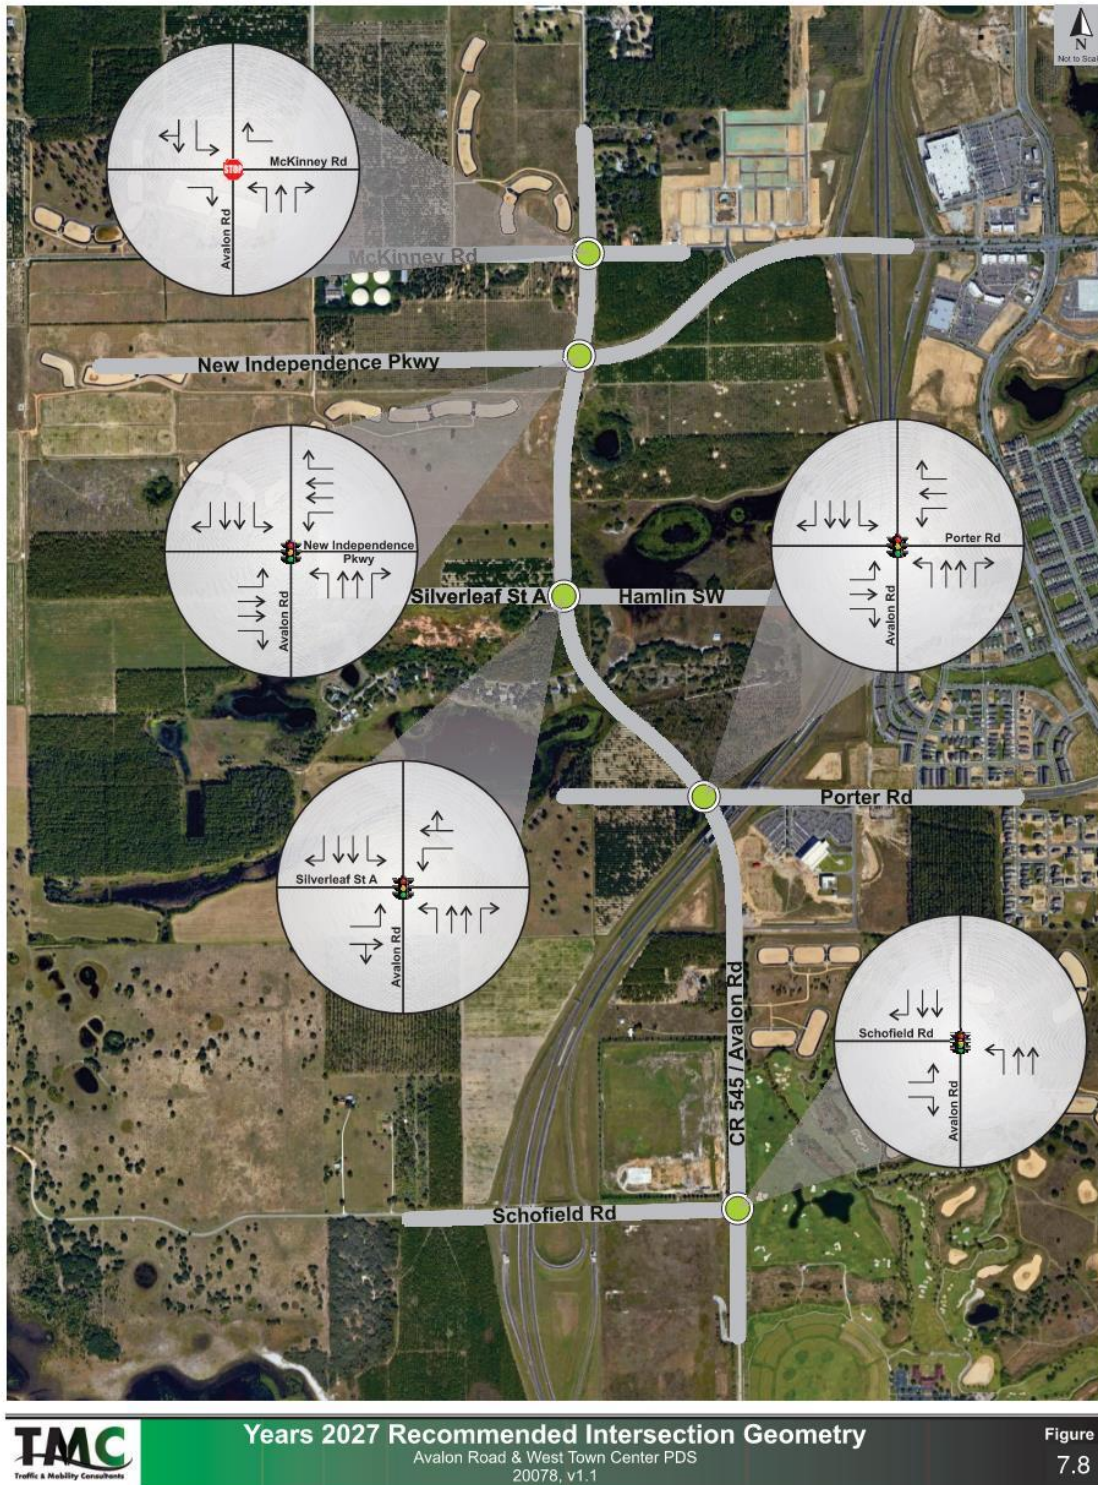 N
Not to Scal
STOP
McKinney Rd
Avalon Rd
McKinney Rd
New Independence Pkwy
New Independence
Pkwy
Avalon Rd
Porter Rd
Avalon Rd
Silverleaf St A
Hamlin SW
Porter Rd
Silverleaf St A
Avalon Rd
CR 545 / Avalon Rd
Schofield Rd
Avalon Rd
Schofield Rd
TMC
Traffic & Mobility Consultants
Years 2027 Recommended Intersection Geometry
Avalon Road & West Town Center PDS
20078, v1.1
Figure
7.8